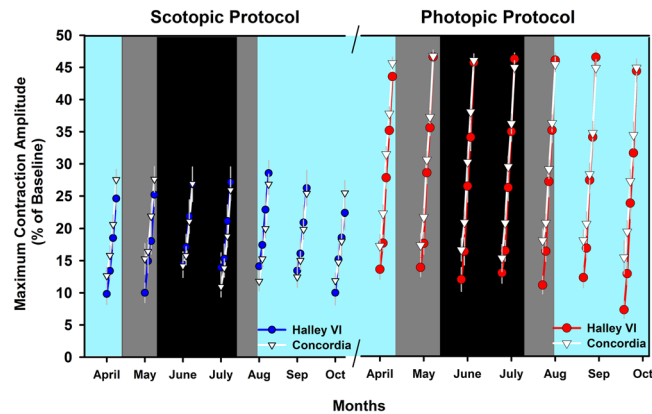 Scotopic Protocol
Photopic Protocol
Maximum Contraction Amplitude
(% of Baseline)
50
45
40
35
30
25
20
15
10
5
0
Halley VI
Concordia
Halley VI
Concordia
April May June July Aug Sep Oct April May June July Aug Sep Oct
Months